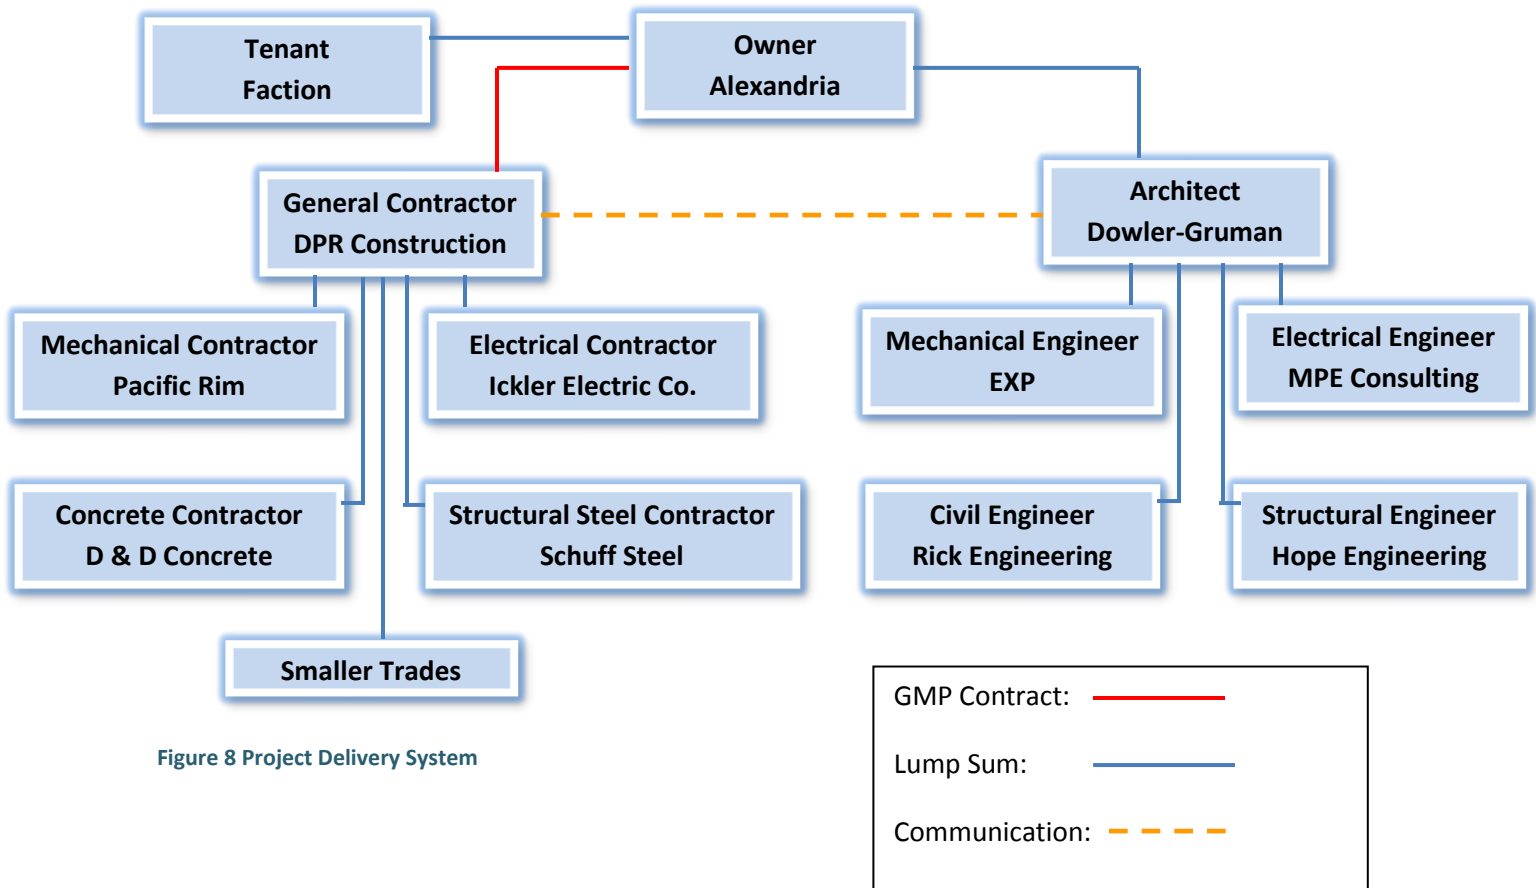 Tenant
Faction
Owner
Alexandria
General Contractor
DPR Construction
Architect
Dowler-Gruman
Mechanical Contractor
Pacific Rim
Electrical Contractor
Ickler Electric Co.
Mechanical Engineer
EXP
Electrical Engineer
MPE Consulting
Concrete Contractor
D & D Concrete
Structural Steel Contractor
Schuff Steel
Civil Engineer
Rick Engineering
Structural Engineer
Hope Engineering
Smaller Trades
Figure 8 Project Delivery System
GMP Contract:
Lump Sum:
Communication: